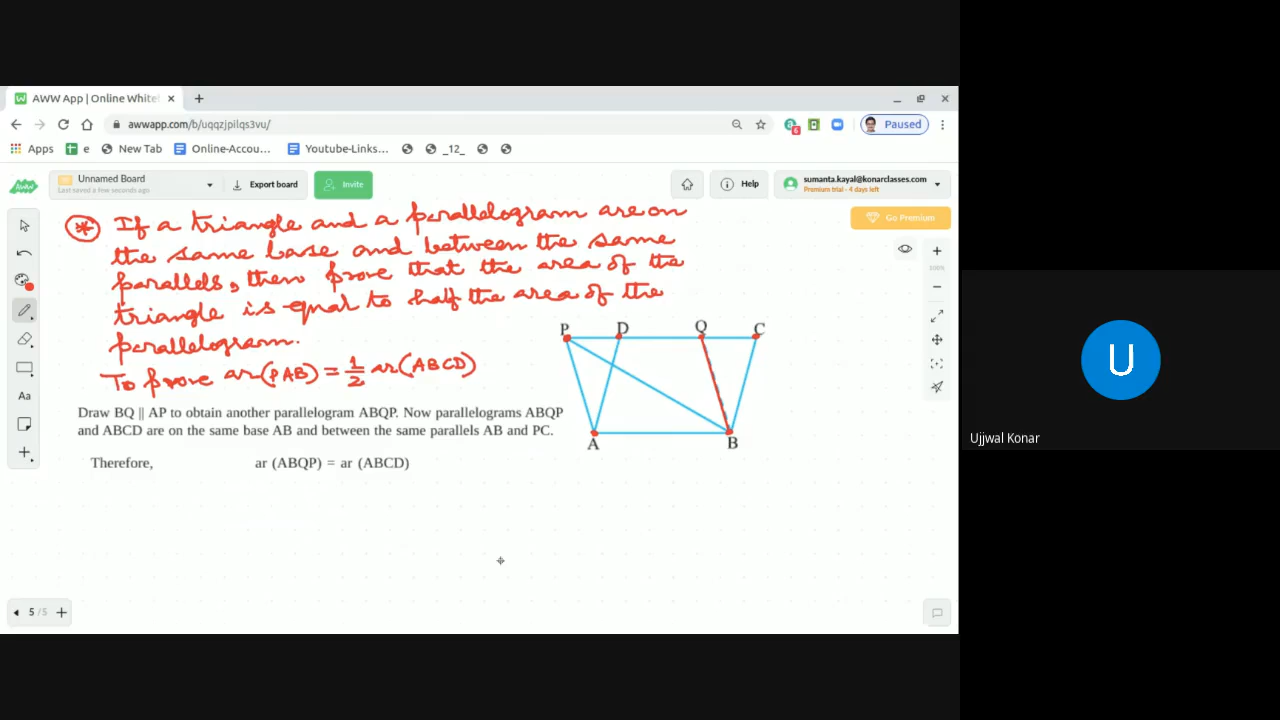 AWW App | Online White
awwapp.com/b/uqqzjpilqs3vu/
Paused
6
Apps
e
New Tab
Online-Accou...
Youtube-Links...
_12_
Unnamed Board
Last saved a few seconds ago
Export board
Invite
Help
sumanta.kayal@konarclasses.com
Premium trial - 4 days left
Go Premium
100%
* If a triangle and a parallelogram are on
the same base and between the same
parallels, then prove that the area of the
triangle is equal to half the area of the
parallelogram.
To prove ar(PAB) = 1/2 ar(ABCD)
P D Q C
A B
Draw BQ || AP to obtain another parallelogram ABQP. Now parallelograms ABQP
and ABCD are on the same base AB and between the same parallels AB and PC.
Therefore, ar (ABQP) = ar (ABCD)
Aa
5 / 5
U
Ujjwal Konar